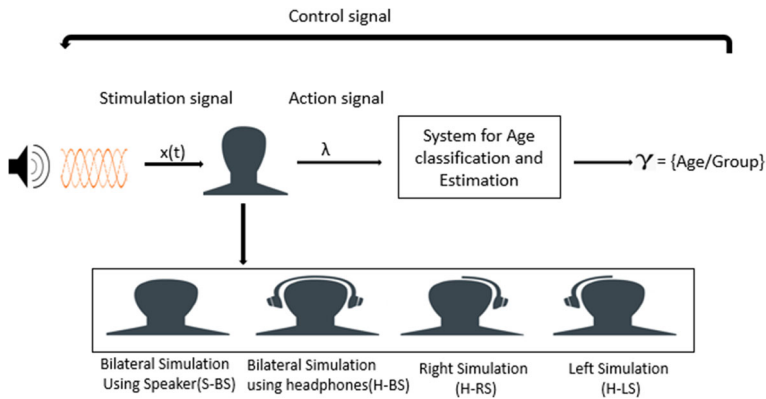 Control signal
Stimulation signal
Action signal
x(t)
λ
System for Age
classification and
Estimation
γ = {Age/Group}
Bilateral Simulation
Using Speaker(S-BS)
Bilateral Simulation
using headphones(H-BS)
Right Simulation
(H-RS)
Left Simulation
(H-LS)